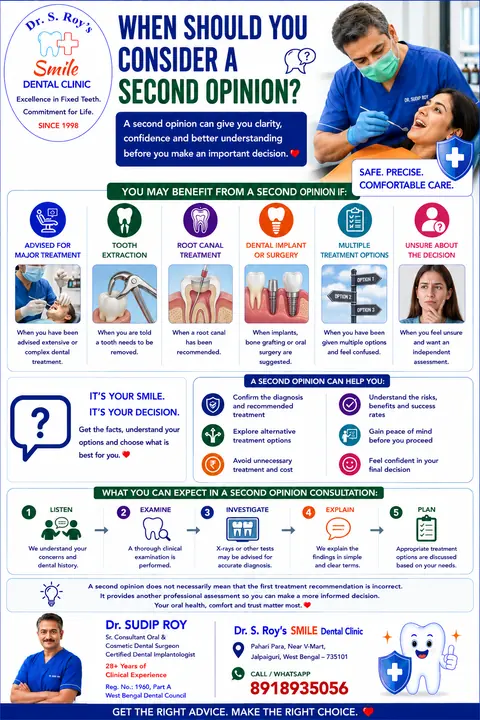 Dr. S. Roy's
Smile
DENTAL CLINIC
Excellence in Fixed Teeth.
Commitment for Life.
SINCE 1998
WHEN SHOULD YOU
CONSIDER A
SECOND OPINION?
A second opinion can give you clarity,
confidence and better understanding
before you make an important decision.
DR. SUDIP ROY
SAFE. PRECISE.
COMFORTABLE CARE.
YOU MAY BENEFIT FROM A SECOND OPINION IF:
ADVISED FOR
MAJOR TREATMENT
When you have been
advised extensive or
complex dental
treatment.
TOOTH
EXTRACTION
When you are told
a tooth needs to be
removed.
ROOT CANAL
TREATMENT
When a root canal
has been
recommended.
DENTAL IMPLANT
OR SURGERY
When implants,
bone grafting or oral
surgery are
suggested.
MULTIPLE
TREATMENT OPTIONS
OPTION 1
OPTION 2
OPTION 3
When you have been
given multiple options
and feel confused.
UNSURE ABOUT
THE DECISION
When you feel unsure
and want an
independent
assessment.
?
IT'S YOUR SMILE.
IT'S YOUR DECISION.
Get the facts, understand your
options and choose what is
best for you.
A SECOND OPINION CAN HELP YOU:
Confirm the diagnosis
and recommended
treatment
Explore alternative
treatment options
Avoid unnecessary
treatment and cost
Understand the risks,
benefits and success
rates
Gain peace of mind
before you proceed
Feel confident in your
final decision
WHAT YOU CAN EXPECT IN A SECOND OPINION CONSULTATION:
1 LISTEN
We understand your
concerns and
dental history.
2 EXAMINE
A thorough clinical
examination is
performed.
3 INVESTIGATE
X-rays or other tests
may be advised for
accurate diagnosis.
4 EXPLAIN
We explain the
findings in simple
and clear terms.
5 PLAN
Appropriate treatment
options are discussed
based on your needs.
A second opinion does not necessarily mean that the first treatment recommendation is incorrect.
It provides another professional assessment so you can make a more informed decision.
Your oral health, comfort and trust matter most.
Dr. SUDIP ROY
Sr. Consultant Oral &
Cosmetic Dental Surgeon
Certified Dental Implantologist
28+ Years of
Clinical Experience
Reg. No.: 1960, Part A
West Bengal Dental Council
Dr. S. Roy's SMILE Dental Clinic
Pahari Para, Near V-Mart,
Jalpaiguri, West Bengal – 735101
CALL / WHATSAPP
8918935056
GET THE RIGHT ADVICE. MAKE THE RIGHT CHOICE.